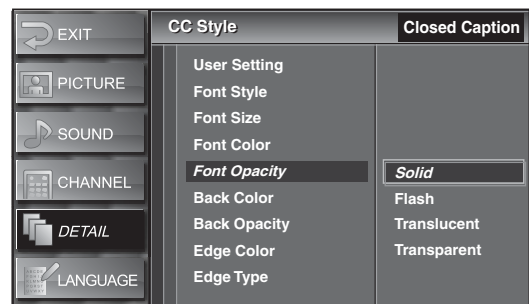 EXIT
PICTURE
SOUND
CHANNEL
DETAIL
LANGUAGE
CC Style
Closed Caption
User Setting
Font Style
Font Size
Font Color
Font Opacity
Back Color
Back Opacity
Edge Color
Edge Type
Solid
Flash
Translucent
Transparent